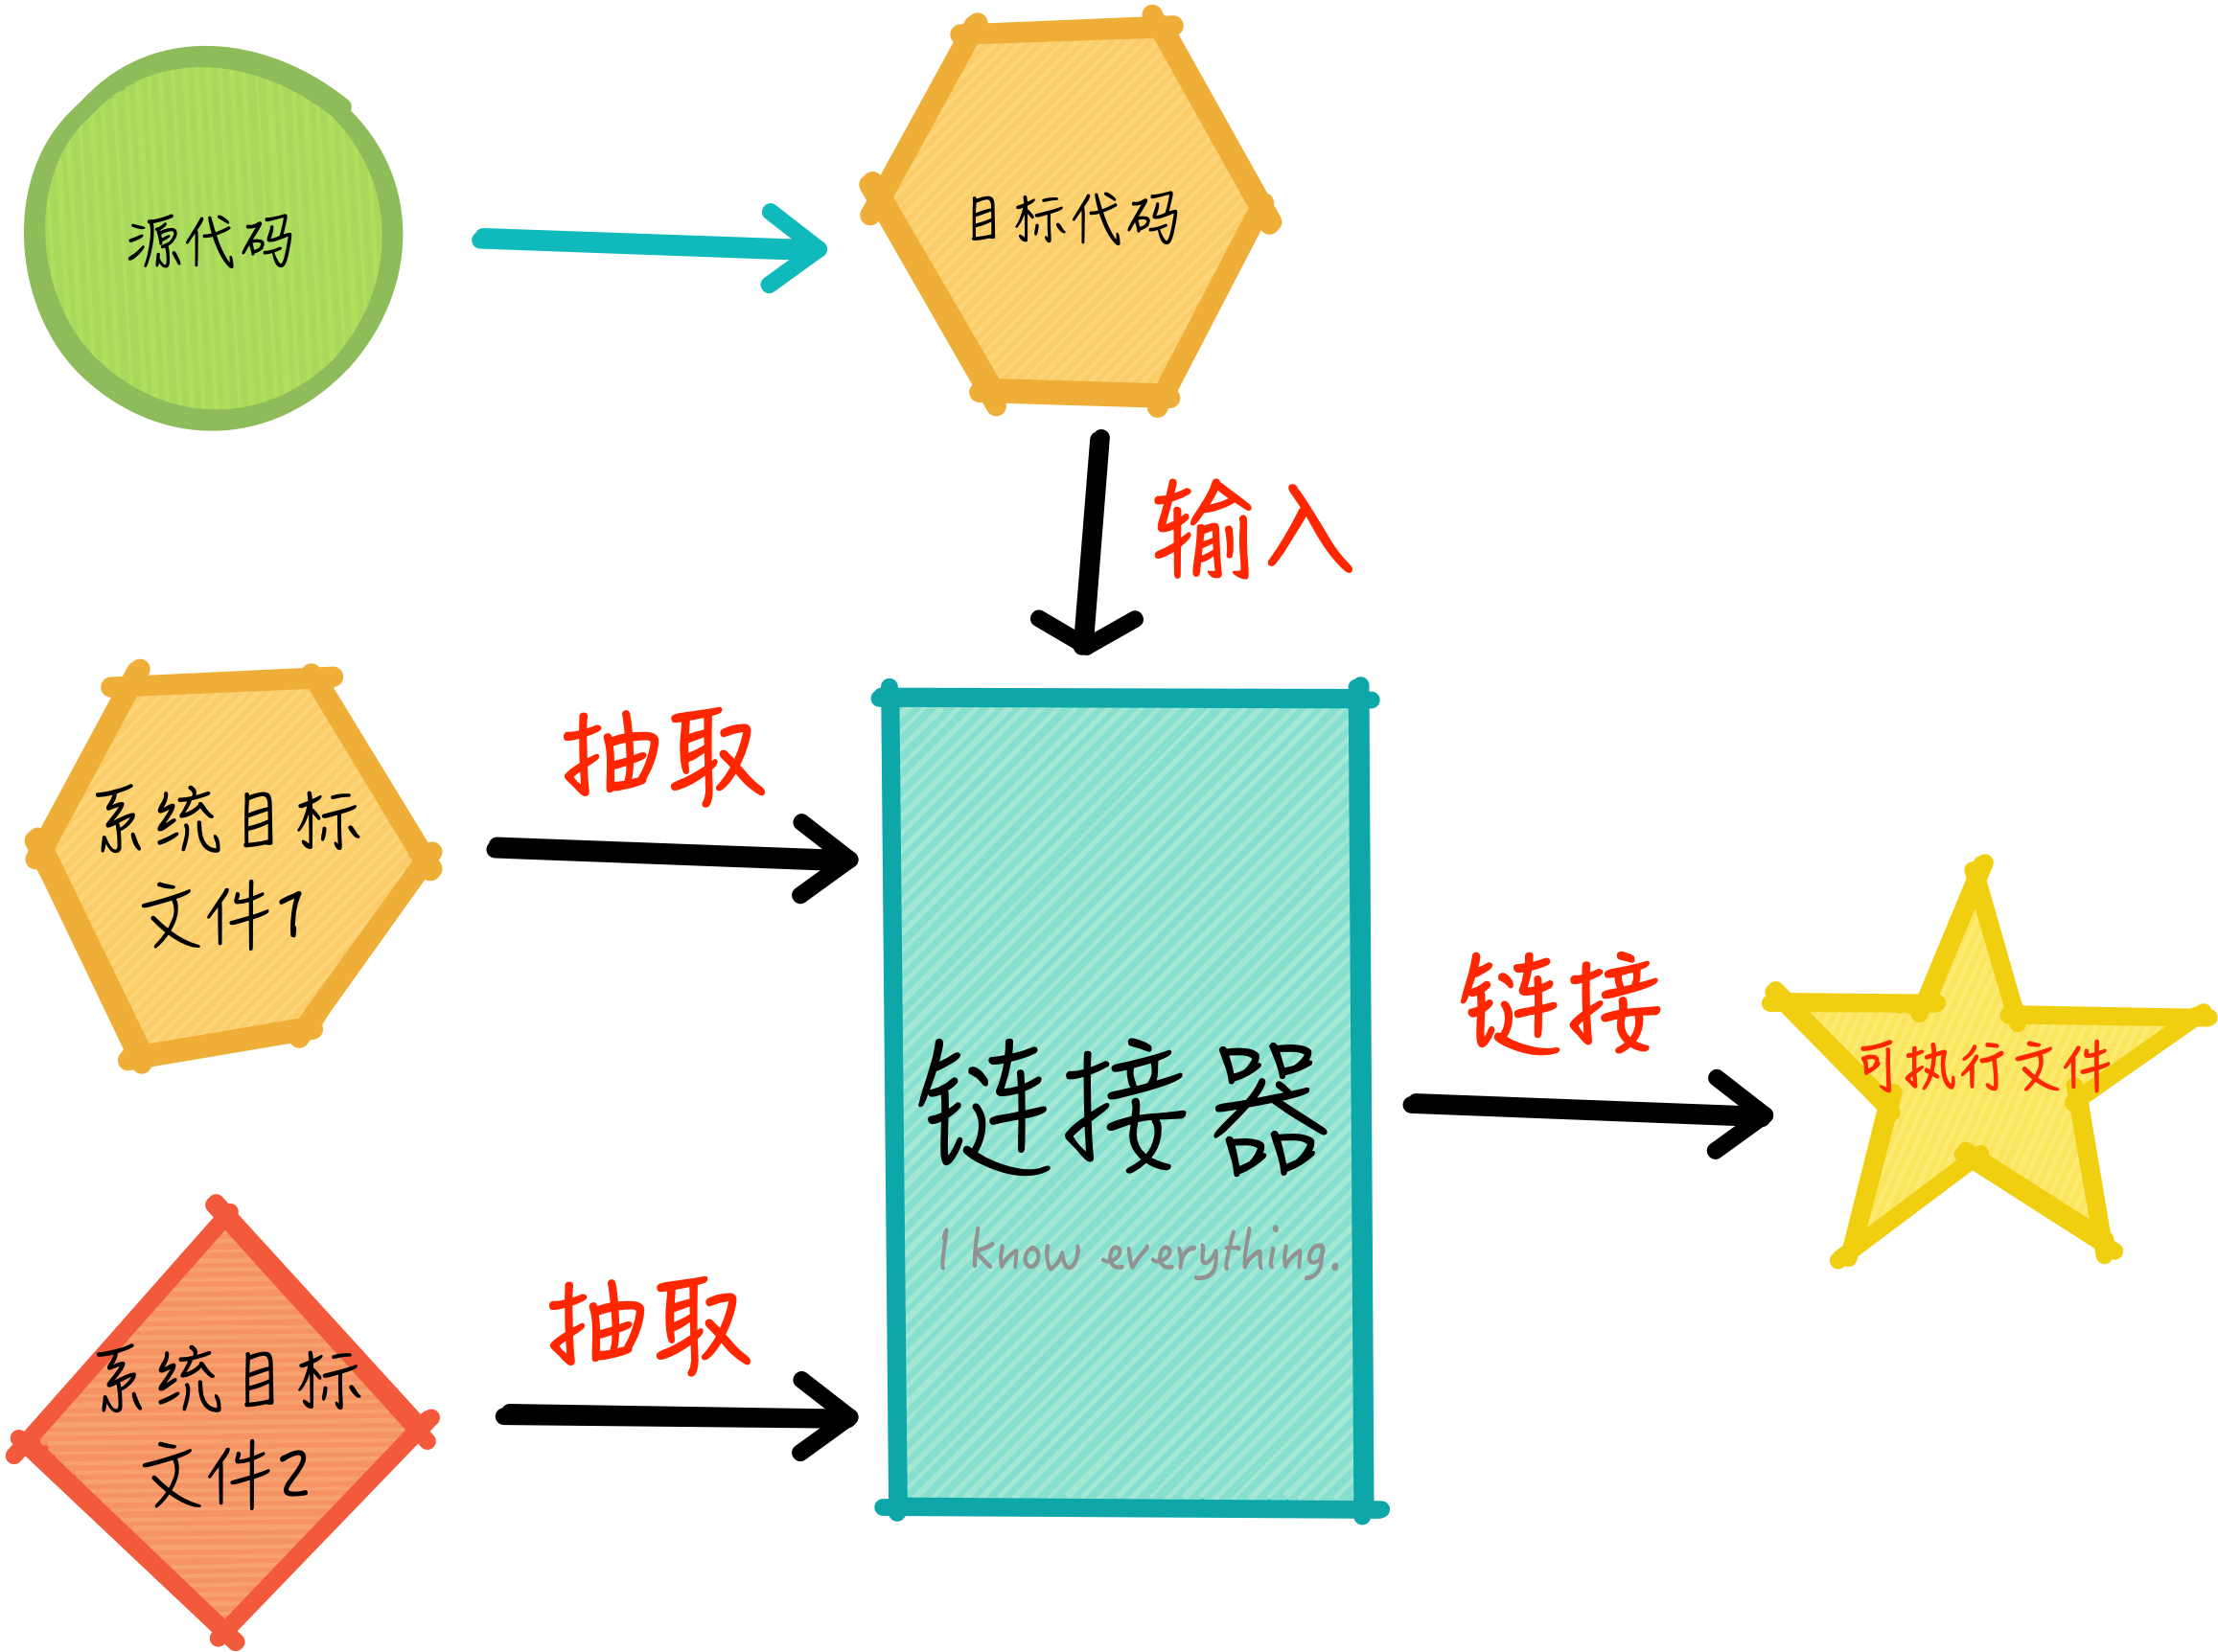 源代码
目标代码
输入
系统目标
文件1
抽取
链接器
I know everything.
链接
可执行文件
系统目标
文件2
抽取